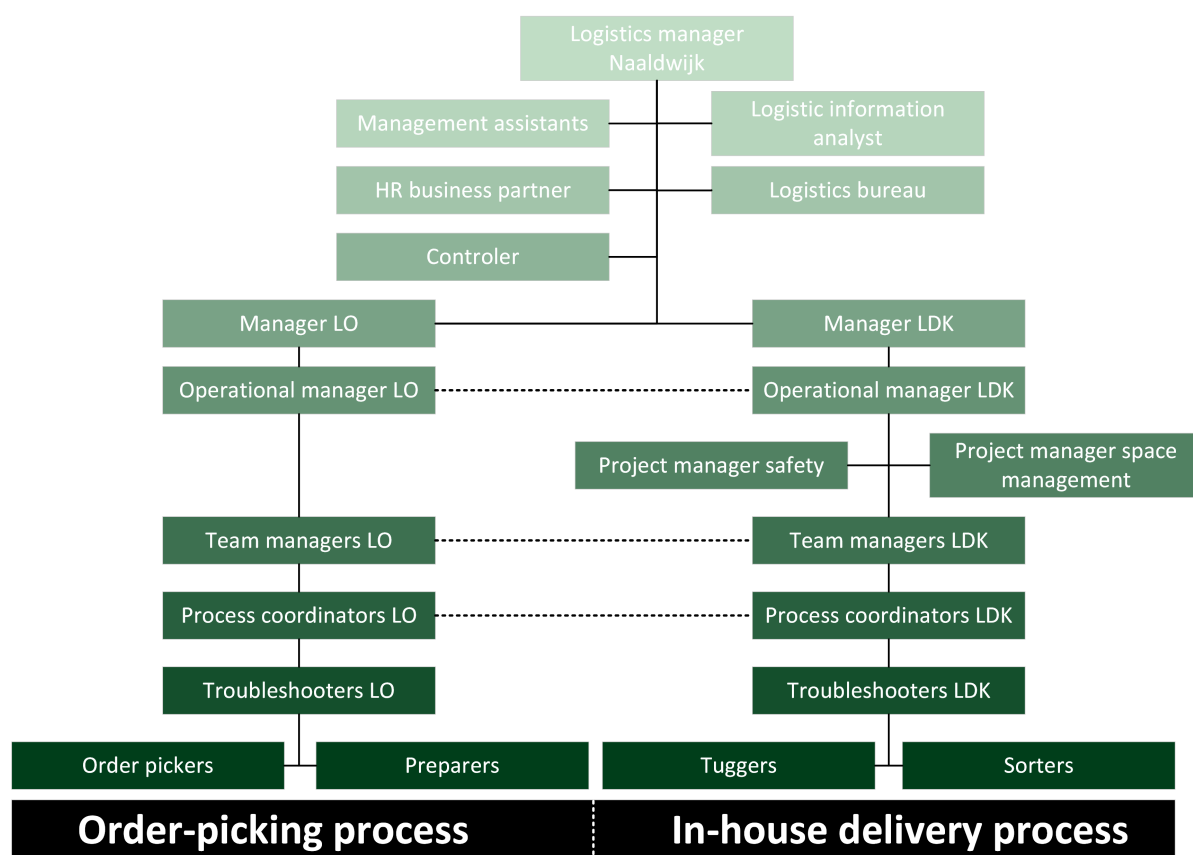 Logistics manager
Naaldwijk
Management assistants
Logistic information
analyst
HR business partner
Logistics bureau
Controler
Manager LO
Manager LDK
Operational manager LO
Operational manager LDK
Project manager safety
Project manager space
management
Team managers LO
Team managers LDK
Process coordinators LO
Process coordinators LDK
Troubleshooters LO
Troubleshooters LDK
Order pickers
Preparers
Tuggers
Sorters
Order-picking process
In-house delivery process